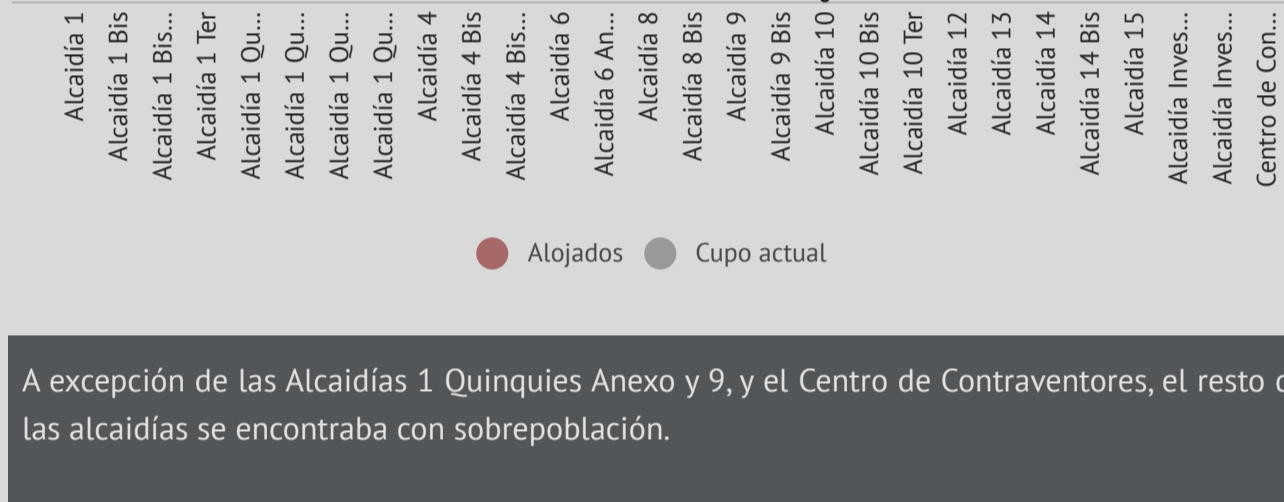 Alcaidía 1
Alcaidía 1 Bis
Alcaidía 1 Bis...
Alcaidía 1 Ter
Alcaidía 1 Qu...
Alcaidía 1 Qu...
Alcaidía 1 Qu...
Alcaidía 1 Qu...
Alcaidía 4
Alcaidía 4 Bis
Alcaidía 4 Bis...
Alcaidía 6
Alcaidía 6 An...
Alcaidía 8
Alcaidía 8 Bis
Alcaidía 9
Alcaidía 9 Bis
Alcaidía 10
Alcaidía 10 Bis
Alcaidía 10 Ter
Alcaidía 12
Alcaidía 13
Alcaidía 14
Alcaidía 14 Bis
Alcaidía 15
Alcaidía Inves...
Alcaidía Inves...
Centro de Con...
Alojados Cupo actual
A excepción de las Alcaidías 1 Quinquies Anexo y 9, y el Centro de Contraventores, el resto
las alcaidías se encontraba con sobrepoblación.